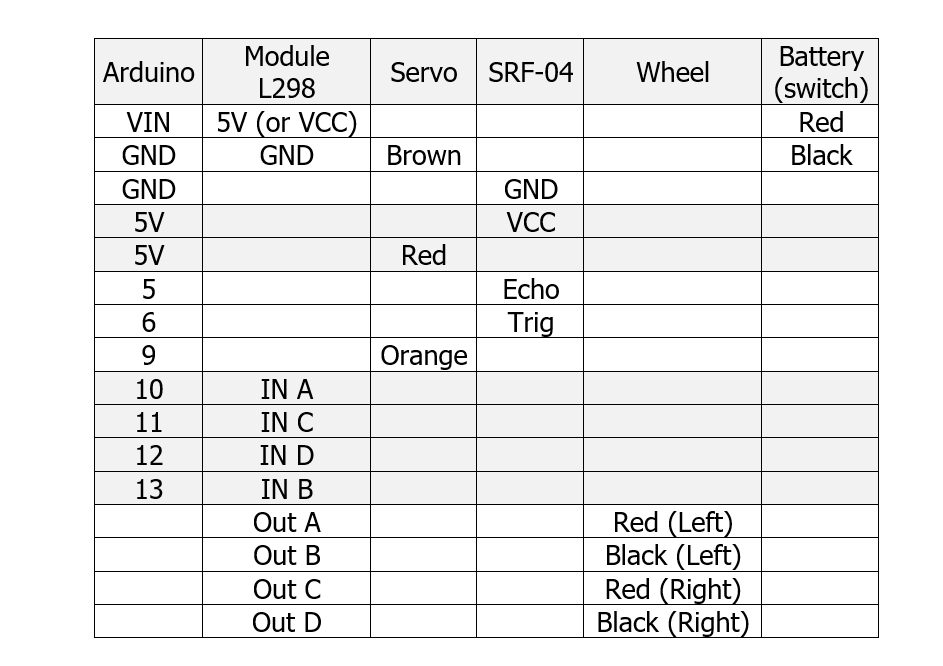 Arduino Module L298 Servo SRF-04 Wheel Battery (switch)
VIN 5V (or VCC) Red
GND GND Brown Black
GND GND
5V VCC
5V Red
5 Echo
6 Trig
9 Orange
10 IN A
11 IN C
12 IN D
13 IN B
Out A Red (Left)
Out B Black (Left)
Out C Red (Right)
Out D Black (Right)